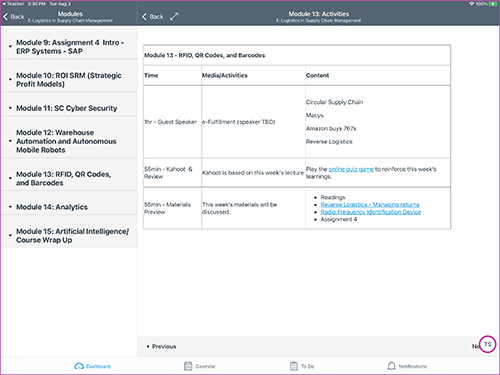 Teacher 3:30 PM Tue Aug 3
100%
Back
Modules
E-Logistics in Supply Chain Management
Module 9: Assignment 4 Intro -
ERP Systems - SAP
Module 10: ROI SRM (Strategic
Profit Models)
Module 11: SC Cyber Security
Module 12: Warehouse
Automation and Autonomous
Mobile Robots
Module 13: RFID, QR Codes,
and Barcodes
Module 14: Analytics
Module 15: Artificial Intelligence/
Course Wrap Up
Back
Module 13: Activities
E-Logistics in Supply Chain Management
Module 13 - RFID, QR Codes, and Barcodes
Time Media/Activities Content
1hr - Guest Speaker e-Fulfillment (speaker TBD)
Circular Supply Chain
Macys
Amazon buys 767s
Reverse Logistics
55min - Kahoot &
Review
Kahoot is based on this week's lecture
Play the online quiz game to reinforce this week's
learnings.
55min - Materials
Preview
This week's materials will be
discussed.
Readings
Reverse Logistics - Managing returns
Radio Frequency Identification Device
Assignment 4
Previous
TS
Dashboard Calendar To Do Notifications